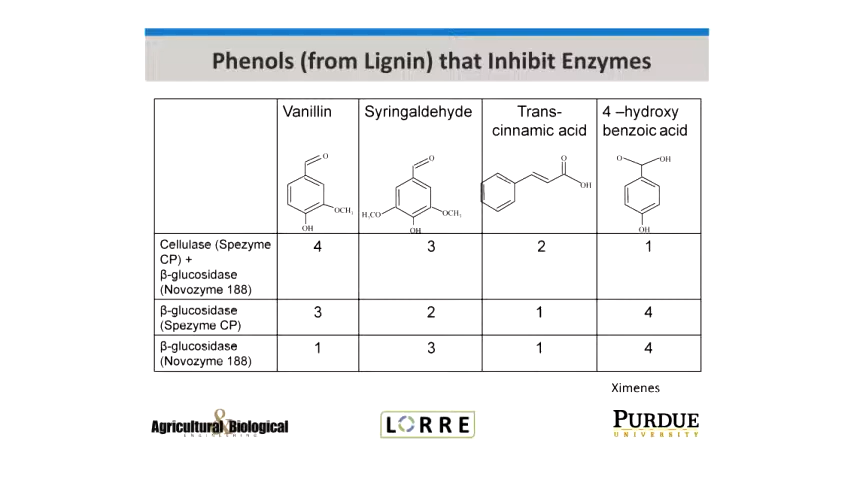 Phenols (from Lignin) that Inhibit Enzymes
Vanillin
Syringaldehyde
Trans-
cinnamic acid
4 –hydroxy
benzoic acid
O
OCH3
OH
O
H3CO
OCH3
OH
O
OH
O
OH
OH
Cellulase (Spezyme
CP) +
β-glucosidase
(Novozyme 188)
4
3
2
1
β-glucosidase
(Spezyme CP)
3
2
1
4
β-glucosidase
(Novozyme 188)
1
3
1
4
Ximenes
Agricultural & Biological
ENGINEERING
LORRE
PURDUE
UNIVERSITY